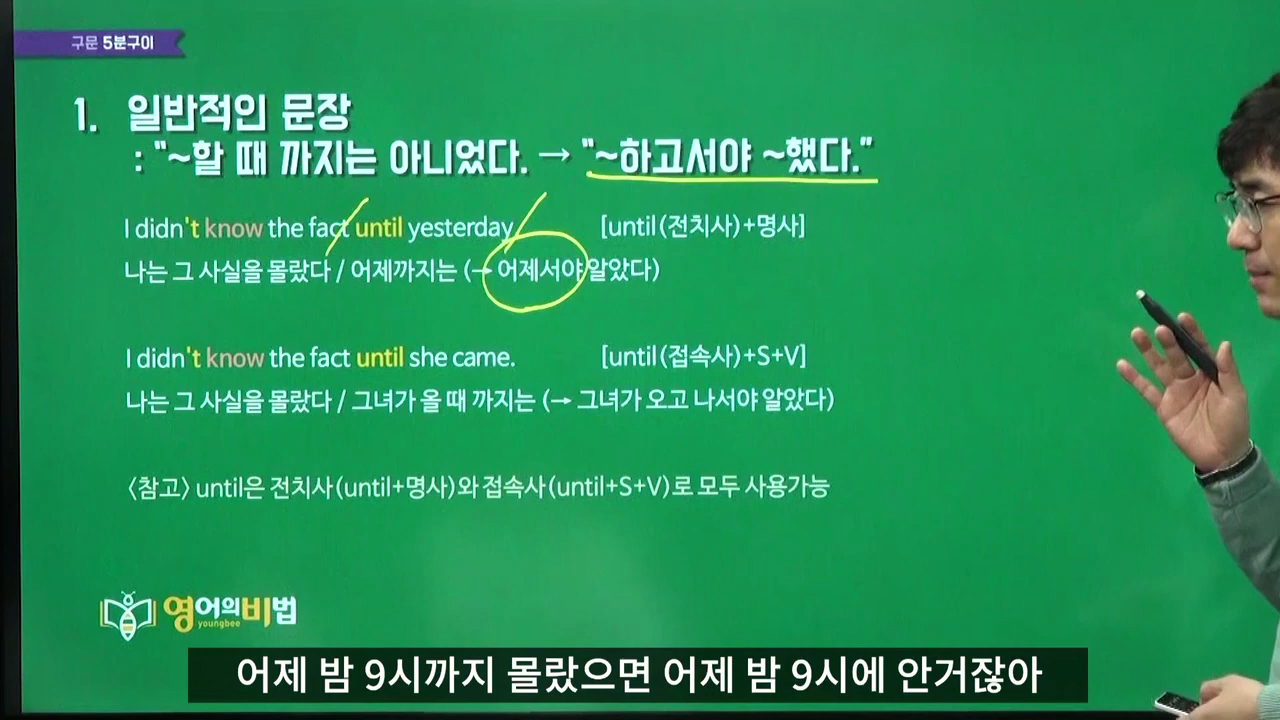 구문 5분구이
1. 일반적인 문장
: "~할 때 까지는 아니었다. → "~하고서야 ~했다."
I didn't know the fact until yesterday [until(전치사)+명사]
나는 그 사실을 몰랐다 / 어제까지는 (→ 어제서야 알았다)
I didn't know the fact until she came. [until(접속사)+S+V]
나는 그 사실을 몰랐다 / 그녀가 올 때 까지는 (→ 그녀가 오고 나서야 알았다)
<참고> until은 전치사(until+명사)와 접속사(until+S+V)로 모두 사용가능
영어의비법
youngbee
어제 밤 9시까지 몰랐으면 어제 밤 9시에 안거잖아